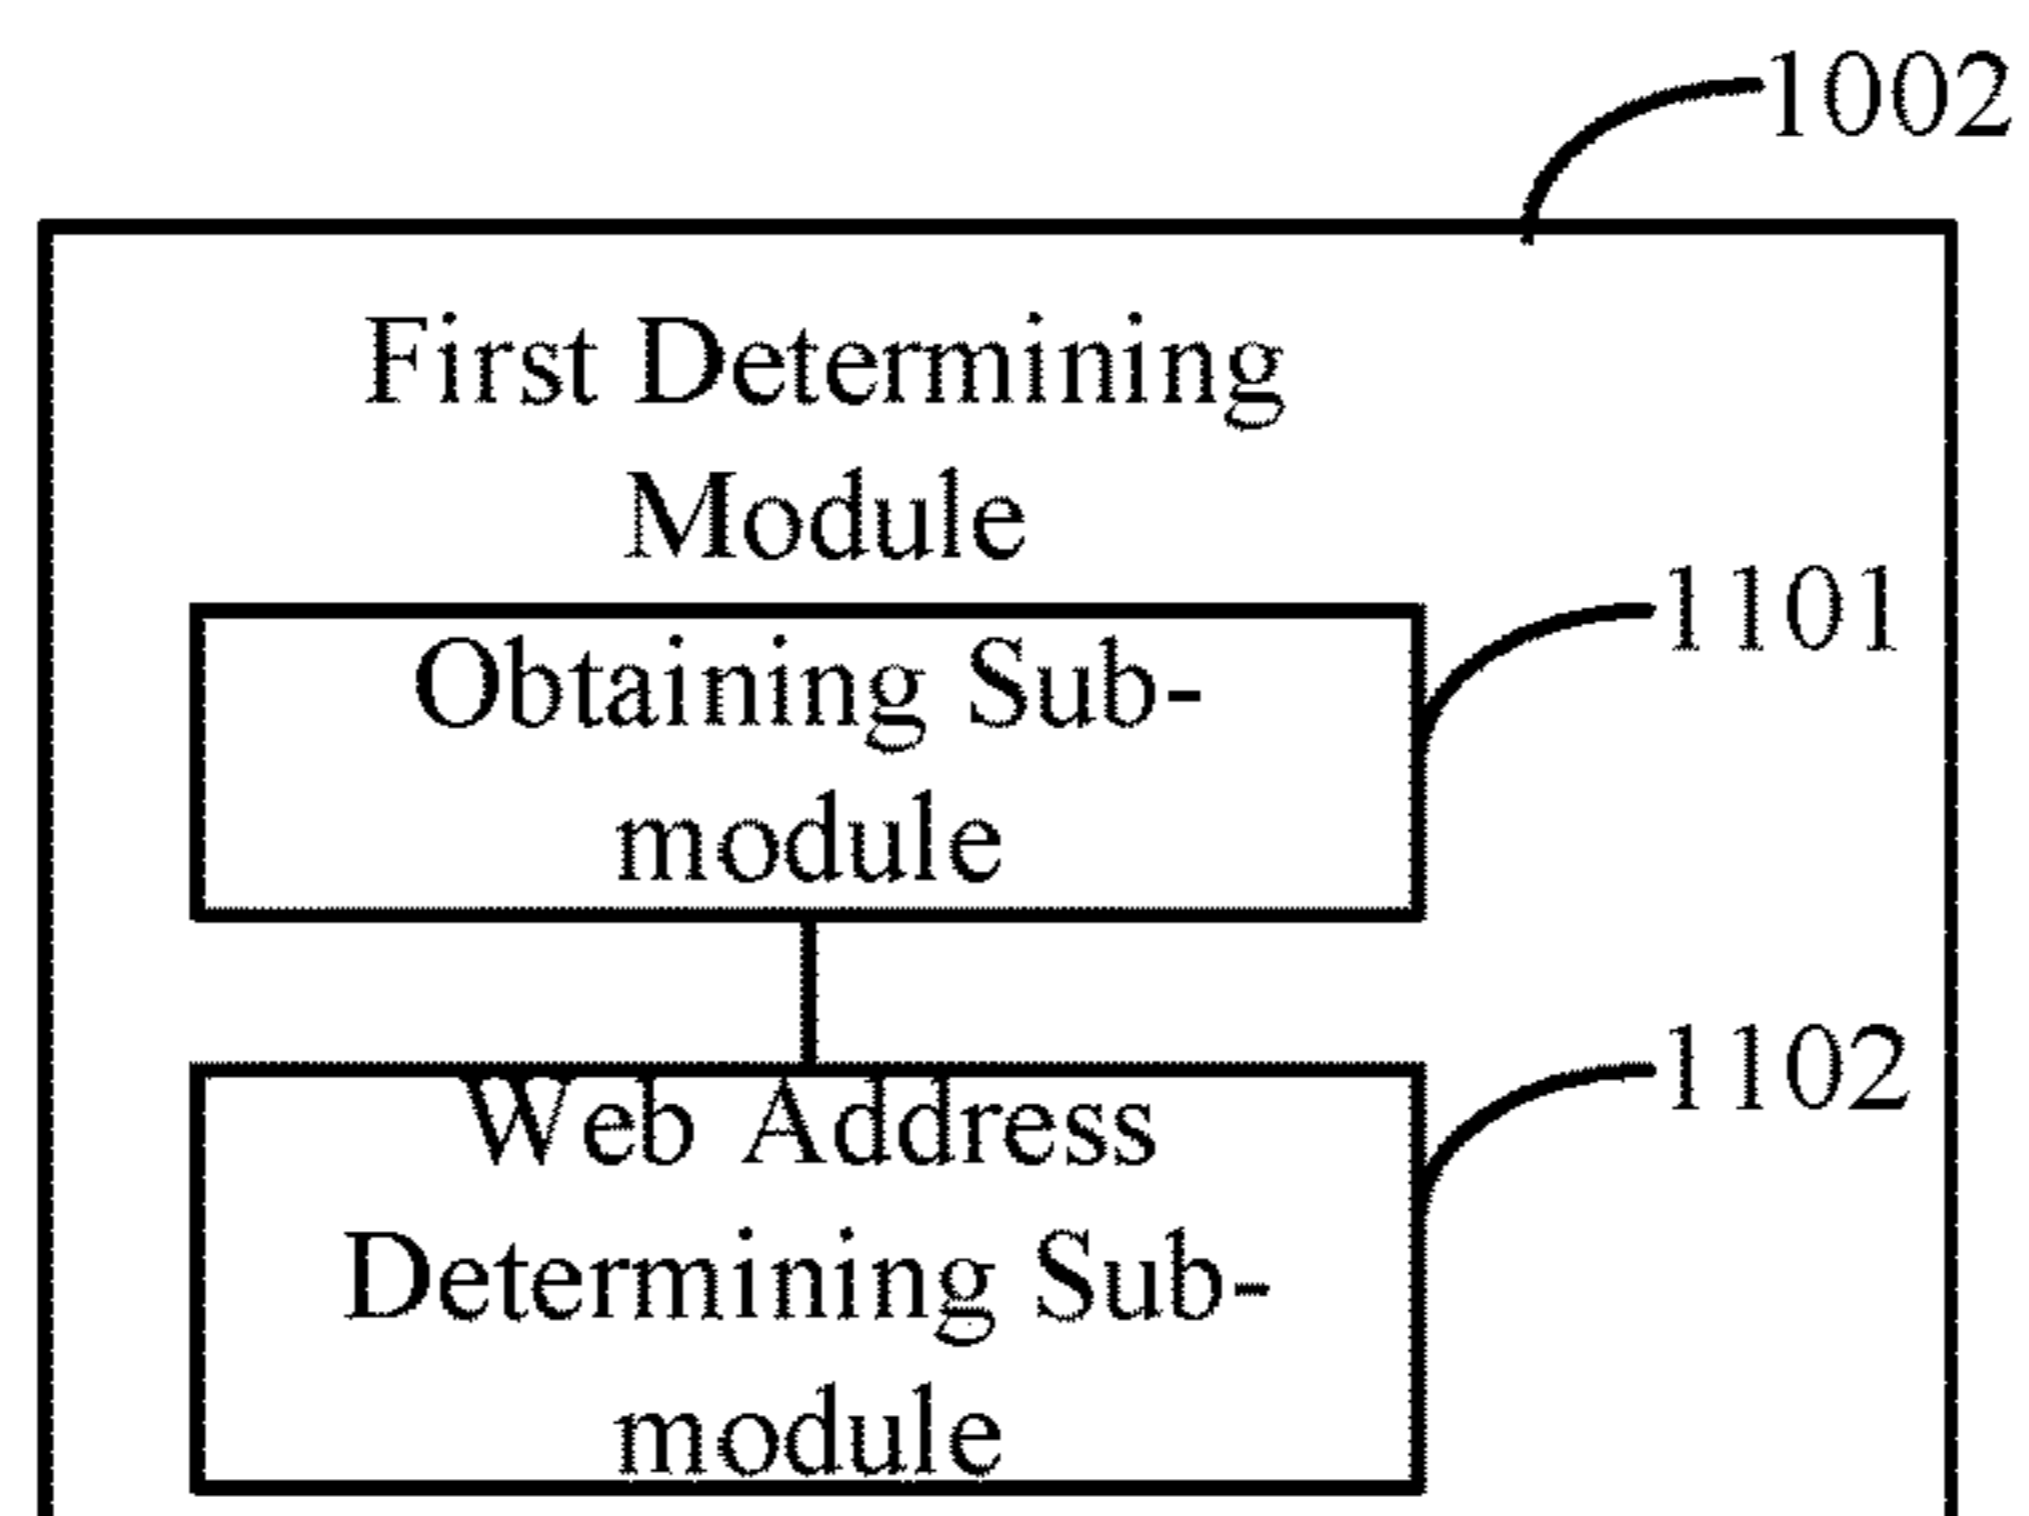 1002
First Determining
Module
1101
Obtaining Sub-
module
1102
Web Address
Determining Sub-
module